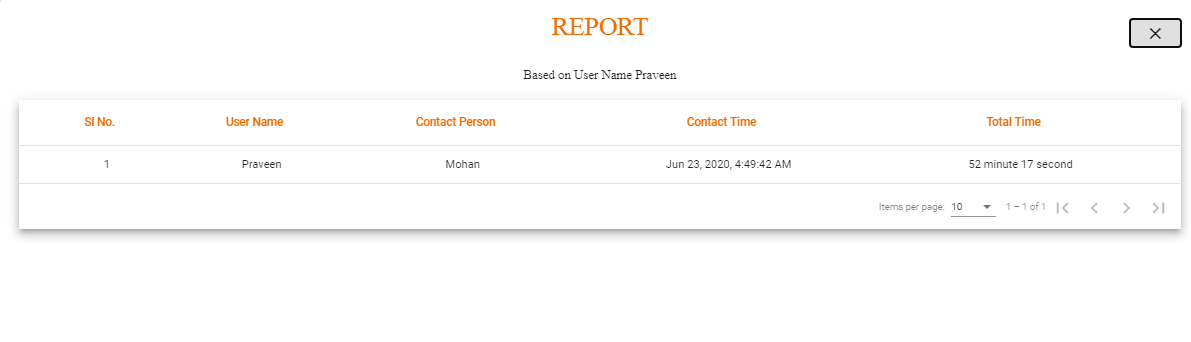 REPORT
Based on User Name Praveen
Sl No. User Name Contact Person Contact Time Total Time
1 Praveen Mohan Jun 23, 2020, 4:49:42 AM 52 minute 17 second
Items per page: 10 1 – 1 of 1